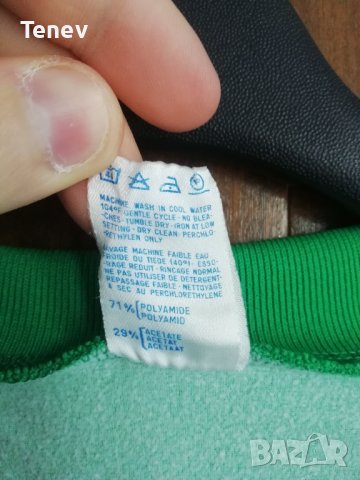 Tenev
MACHINE WASH IN COOL WATER
104°F GENTLE CYCLE - NO BLEA-
-CHES - TUMBLE DRY - IRON AT LOW
SETTING - DRY CLEAN PERCHLO-
-RETHYLEN ONLY
LAVAGE MACHINE FAIBLE EAU
FROIDE OU TIEDE (40°). ESSO-
-RAGE REDUIT - RINCAGE NORMAL
NE PAS UTILISER DE DETERGENT-
REPASSAGE FAIBLE - NETTOYAGE
A SEC AU PERCHLORETHYLENE
71% POLYAMIDE
POLYAMID
29% ACETATE
ACETAT
ACETAAT
BAZAR